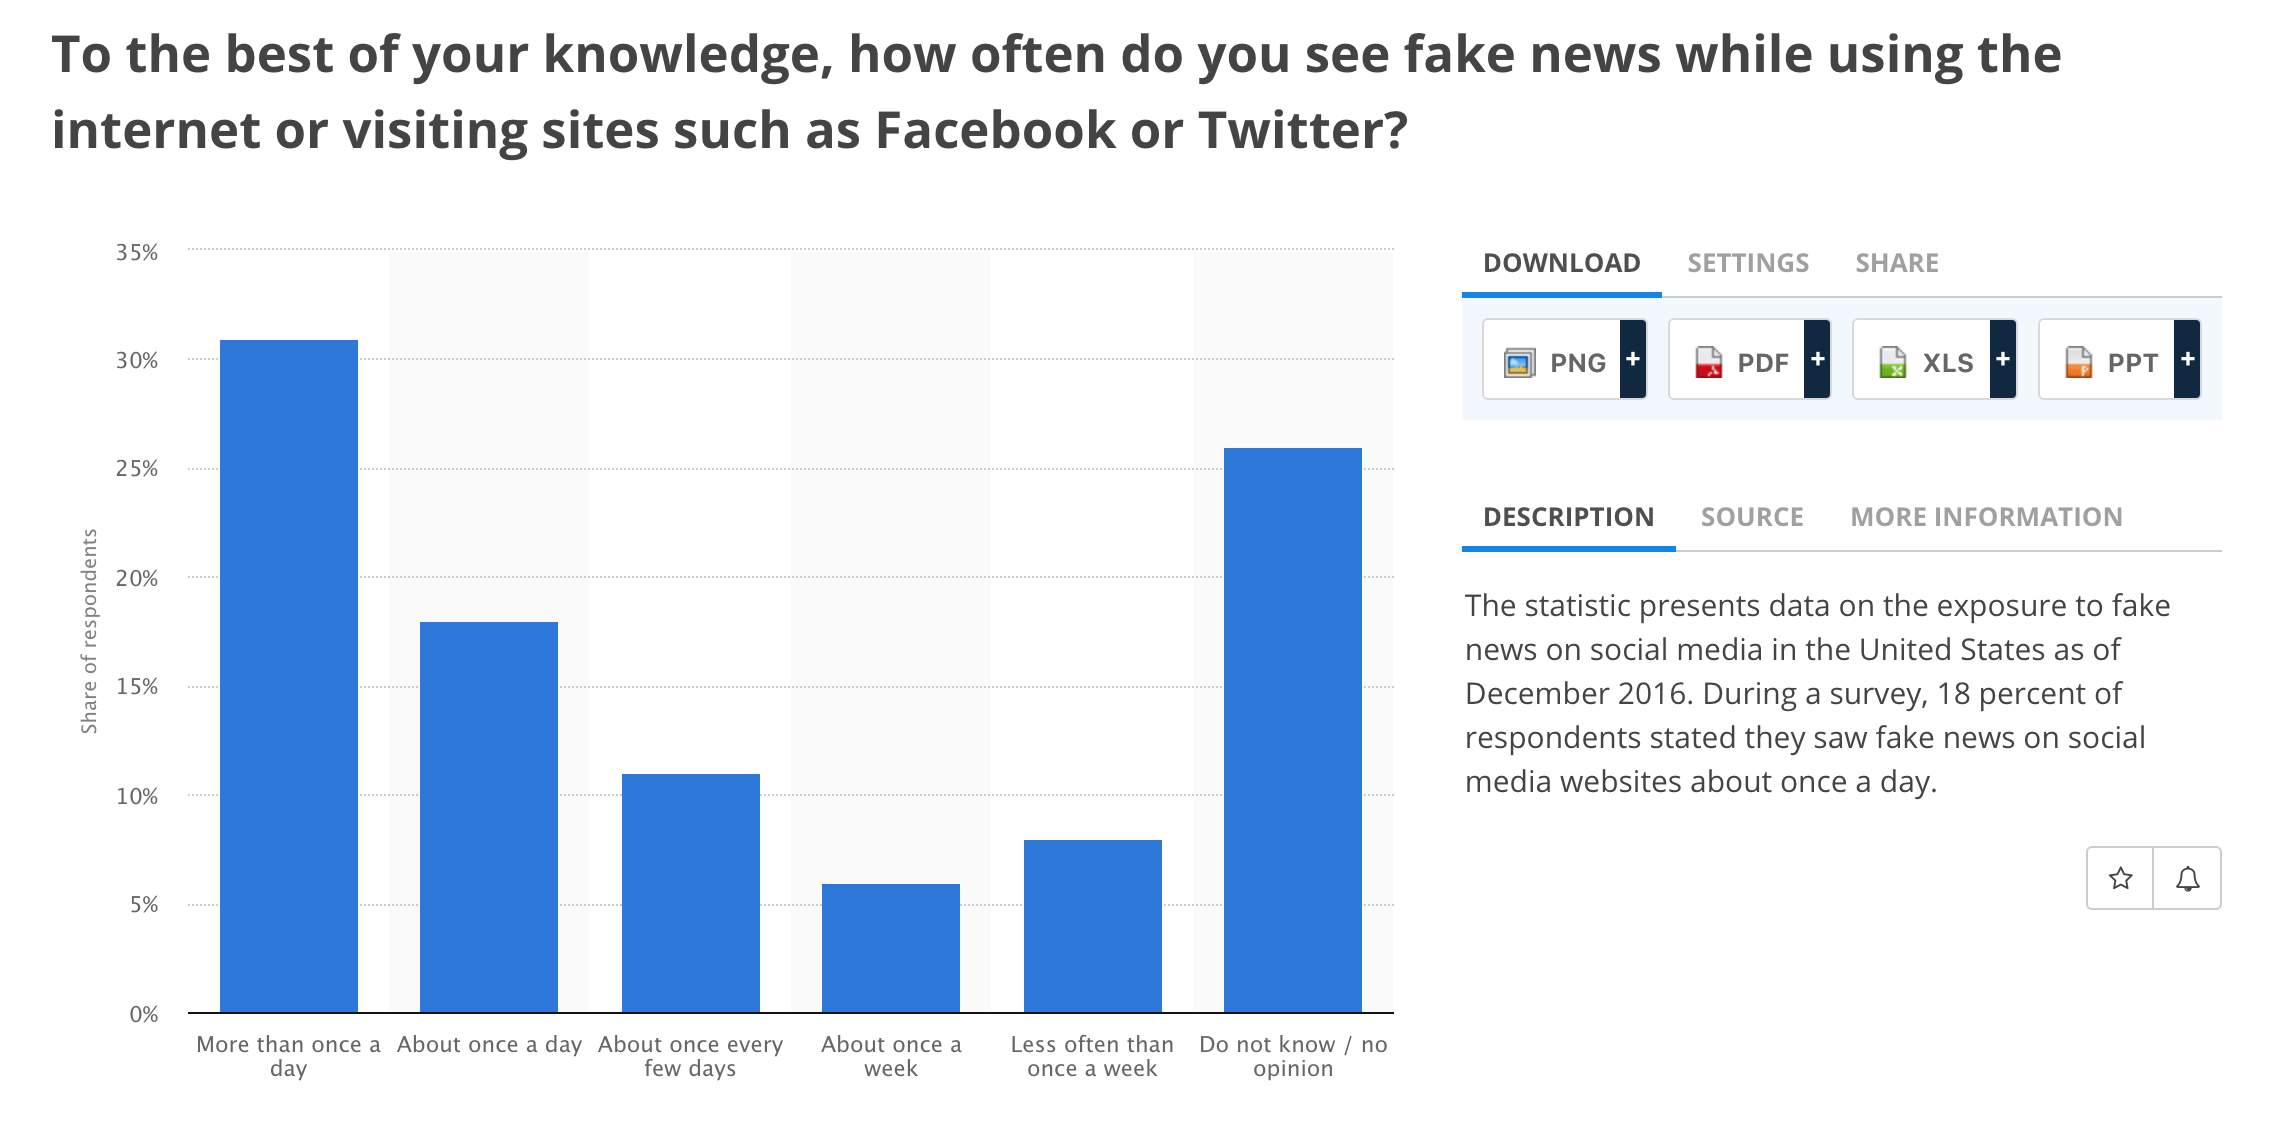 To the best of your knowledge, how often do you see fake news while using the
internet or visiting sites such as Facebook or Twitter?
Share of respondents
35%
30%
25%
20%
15%
10%
5%
0%
More than once a
day
About once a day
About once every
few days
About once a
week
Less often than
once a week
Do not know / no
opinion
DOWNLOAD SETTINGS SHARE
PNG + PDF + XLS + PPT +
DESCRIPTION SOURCE MORE INFORMATION
The statistic presents data on the exposure to fake
news on social media in the United States as of
December 2016. During a survey, 18 percent of
respondents stated they saw fake news on social
media websites about once a day.